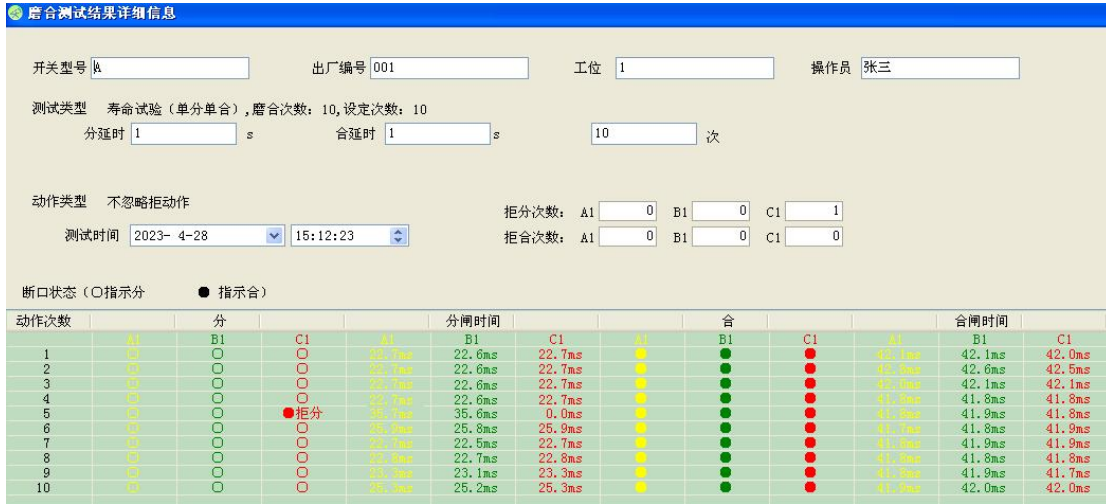 磨合测试结果详细信息
开关型号 A 出厂编号 001 工位 1 操作员 张三
测试类型 寿命试验（单分单合）,磨合次数：10,设定次数：10
分延时 1 s 合延时 1 s 10 次
动作类型 不忽略拒动作
拒分次数： A1 0 B1 0 C1 1
测试时间 2023- 4-28 15:12:23
拒合次数： A1 0 B1 0 C1 0
断口状态（○指示分 ● 指示合）
动作次数 分 分闸时间 合 合闸时间
A1 B1 C1 A1 B1 C1 A1 B1 C1 A1 B1 C1
1 22.7ms 22.6ms 22.7ms 42.1ms 42.1ms 42.0ms
2 22.7ms 22.6ms 22.7ms 42.6ms 42.5ms
3 22.7ms 22.6ms 22.7ms 42.1ms 42.1ms
4 22.7ms 22.6ms 22.7ms 41.8ms 41.8ms
5 拒分 35.7ms 35.6ms 0.0ms 41.9ms 41.8ms
6 25.8ms 25.9ms 41.8ms 41.9ms
7 22.7ms 22.5ms 22.7ms 41.9ms 41.9ms
8 22.7ms 22.8ms 41.8ms 41.8ms
9 23.1ms 23.3ms 41.9ms 41.7ms
10 25.3ms 25.2ms 25.3ms 42.0ms 42.0ms